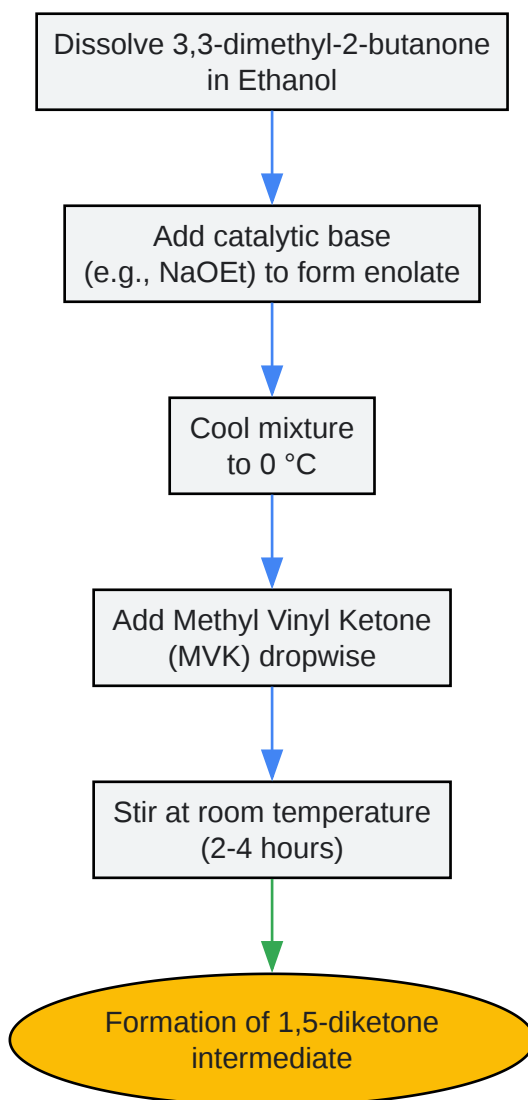 Dissolve 3,3-dimethyl-2-butanone
in Ethanol
Add catalytic base
(e.g., NaOEt) to form enolate
Cool mixture
to 0 °C
Add Methyl Vinyl Ketone
(MVK) dropwise
Stir at room temperature
(2-4 hours)
Formation of 1,5-diketone
intermediate